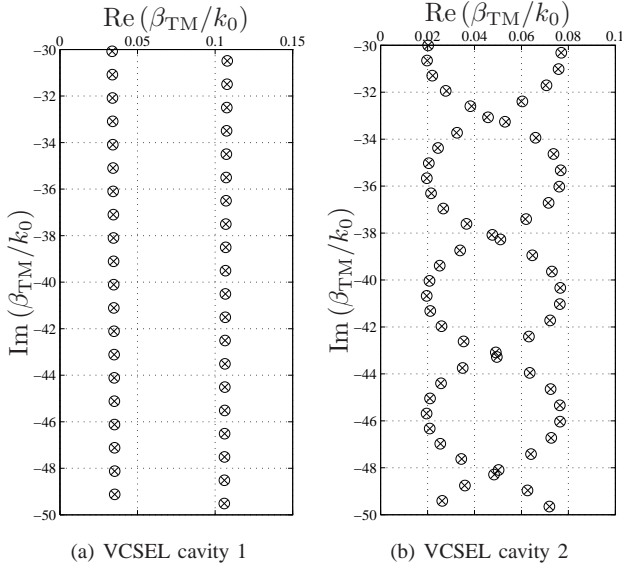 Re (β_TM/k_0)
0 0.05 0.1 0.15
−30
−32
−34
−36
−38
−40
−42
−44
−46
−48
−50
Im (β_TM/k_0)
(a) VCSEL cavity 1
Re (β_TM/k_0)
0 0.02 0.04 0.06 0.08 0.1
−30
−32
−34
−36
−38
−40
−42
−44
−46
−48
−50
Im (β_TM/k_0)
(b) VCSEL cavity 2